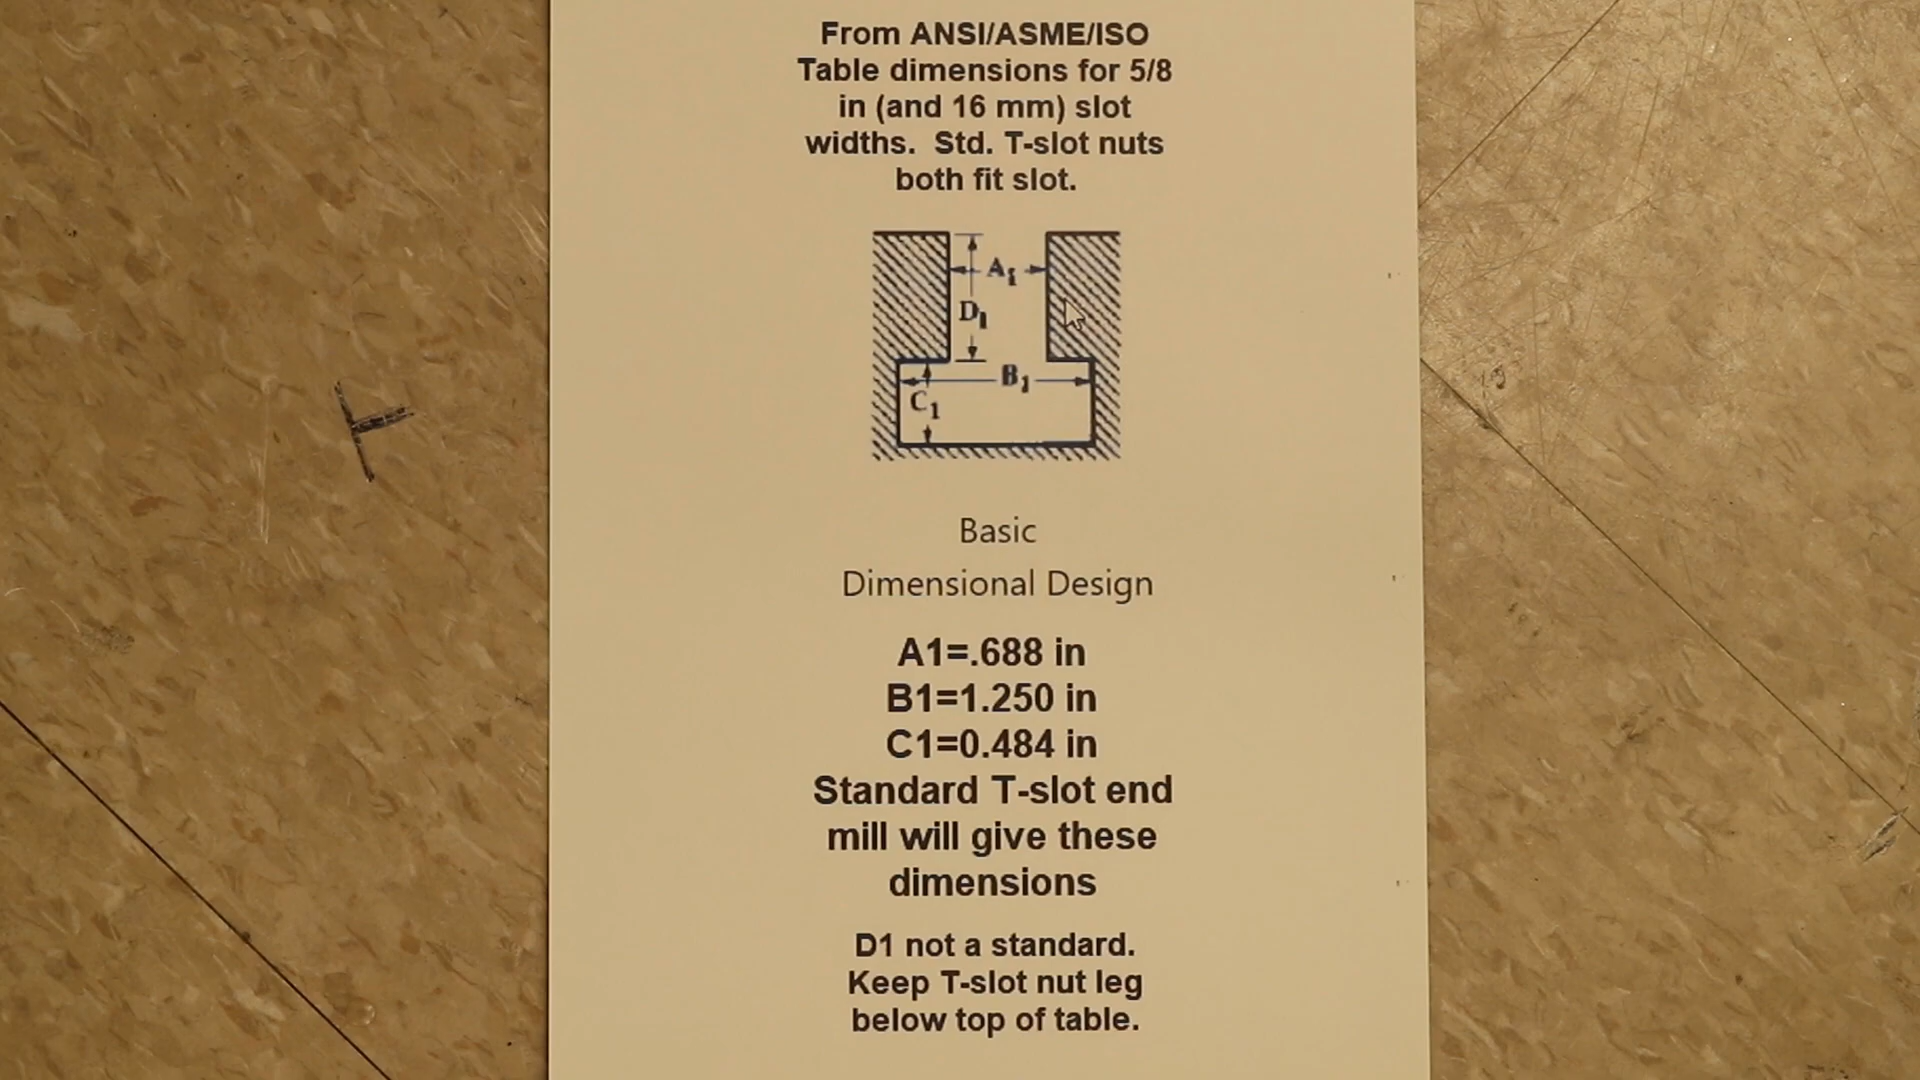 From ANSI/ASME/ISO
Table dimensions for 5/8
in (and 16 mm) slot
widths.  Std. T-slot nuts
both fit slot.
A1
D1
B1
C1
Basic
Dimensional Design
A1=.688 in
B1=1.250 in
C1=0.484 in
Standard T-slot end
mill will give these
dimensions
D1 not a standard.
Keep T-slot nut leg
below top of table.